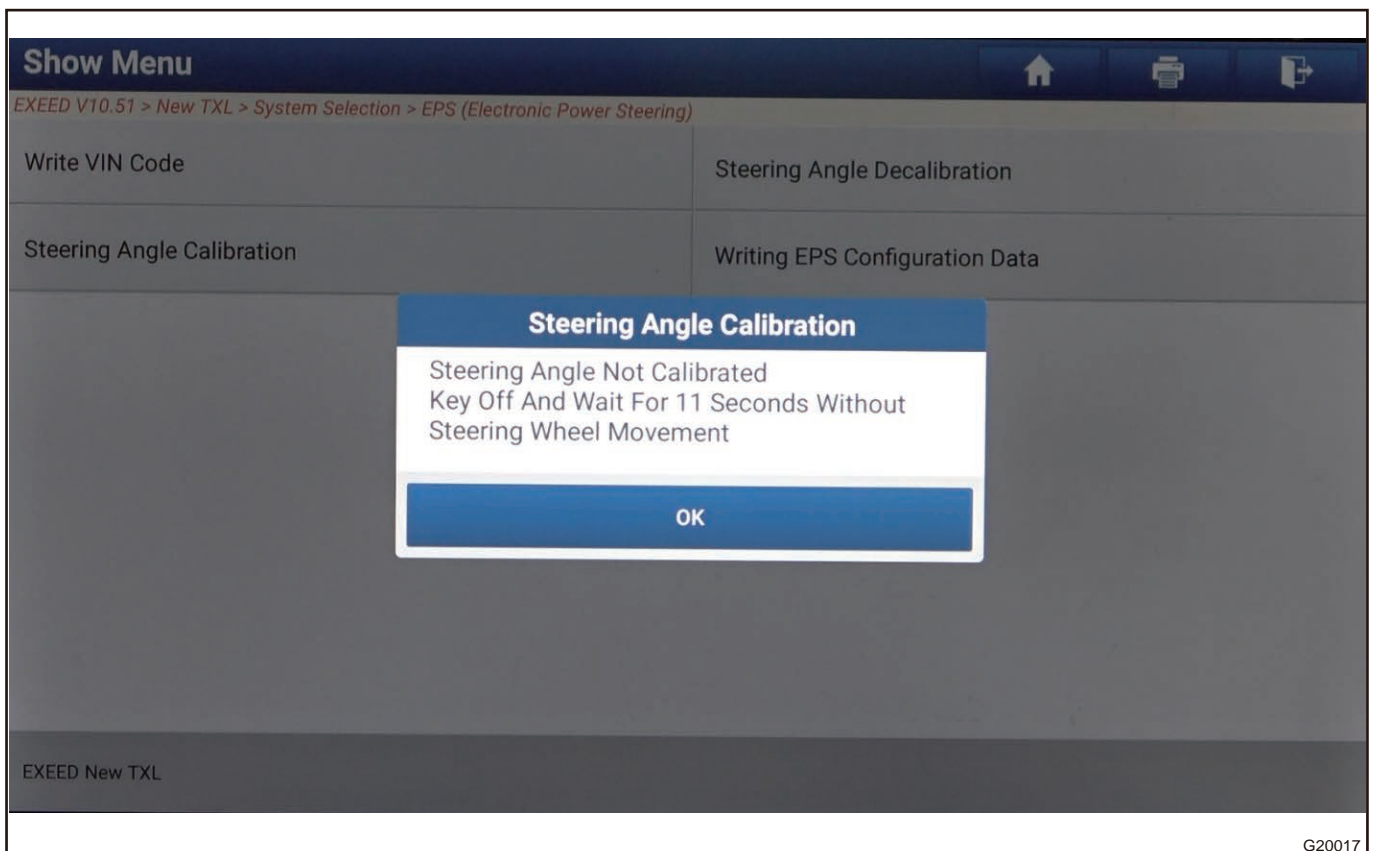 Show Menu
EXEED V10.51 > New TXL > System Selection > EPS (Electronic Power Steering)
Write VIN Code
Steering Angle Decalibration
Steering Angle Calibration
Writing EPS Configuration Data
Steering Angle Calibration
Steering Angle Not Calibrated
Key Off And Wait For 11 Seconds Without
Steering Wheel Movement
OK
EXEED New TXL
G20017